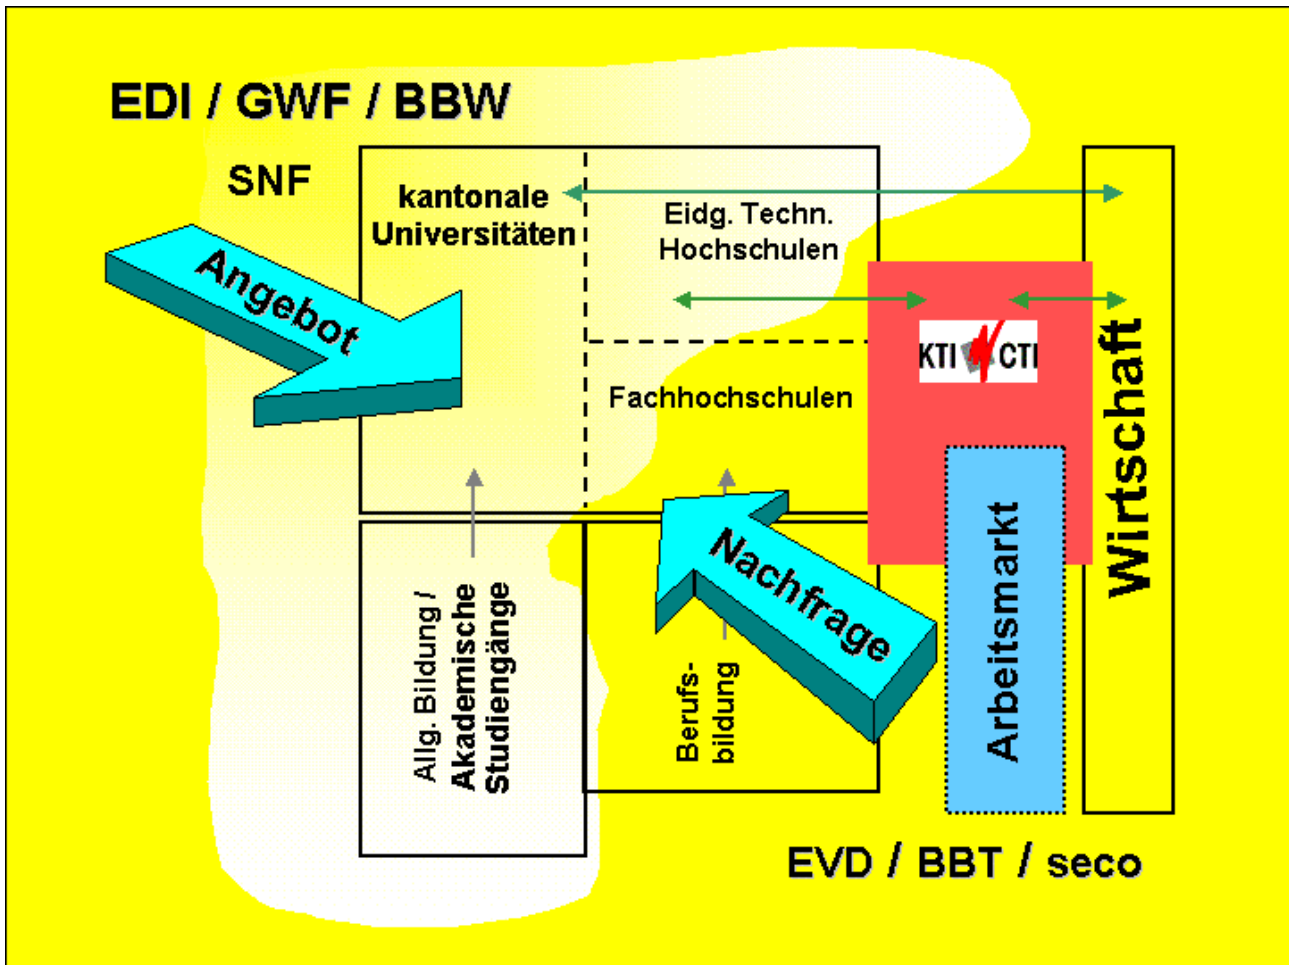 EDI / GWF / BBW
SNF
kantonale
Universitäten
Eidg. Techn.
Hochschulen
Angebot
KTI CTI
Fachhochschulen
Wirtschaft
Nachfrage
Arbeitsmarkt
Allg. Bildung /
Akademische
Studiengänge
Berufs-
bildung
EVD / BBT / seco